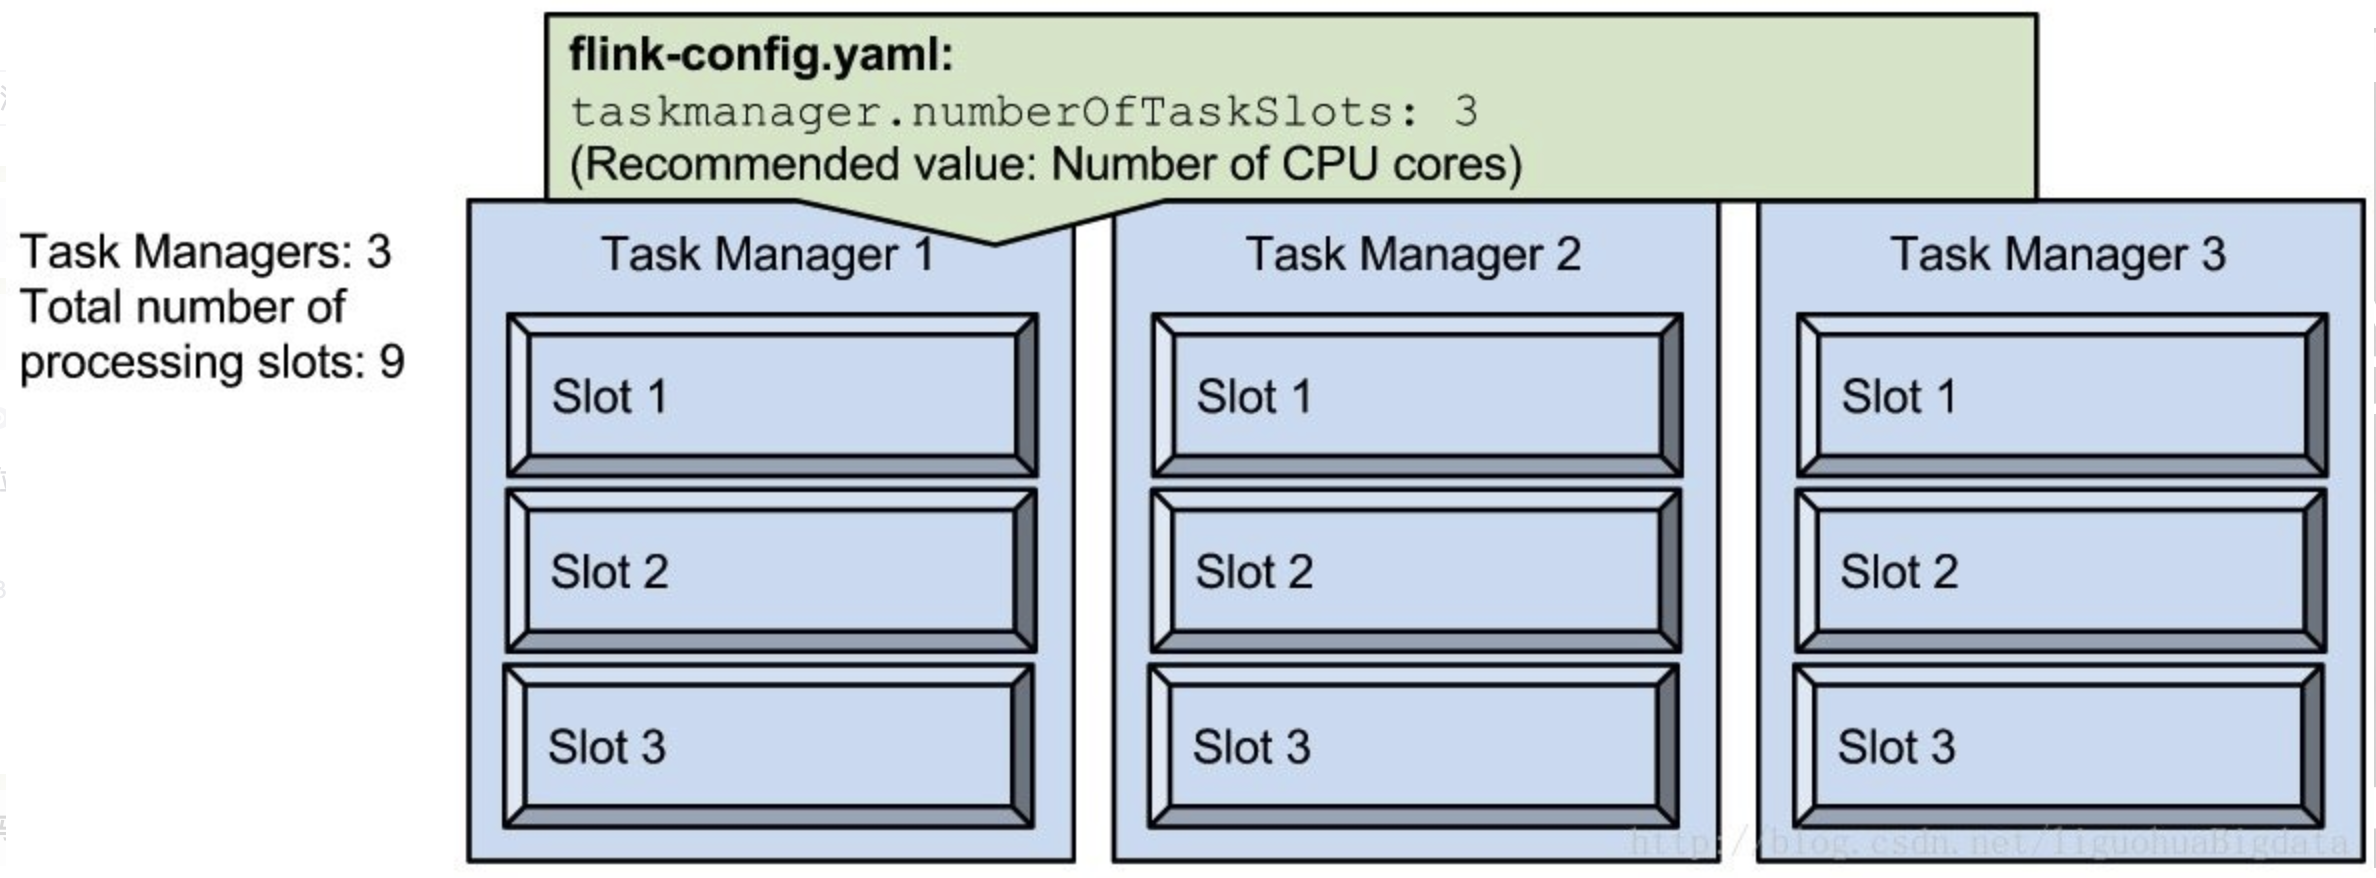 flink-config.yaml:
taskmanager.numberOfTaskSlots: 3
(Recommended value: Number of CPU cores)
Task Managers: 3
Total number of
processing slots: 9
Task Manager 1
Slot 1
Slot 2
Slot 3
Task Manager 2
Slot 1
Slot 2
Slot 3
Task Manager 3
Slot 1
Slot 2
Slot 3
http://blog.csdn.net/liguohuaBigdata